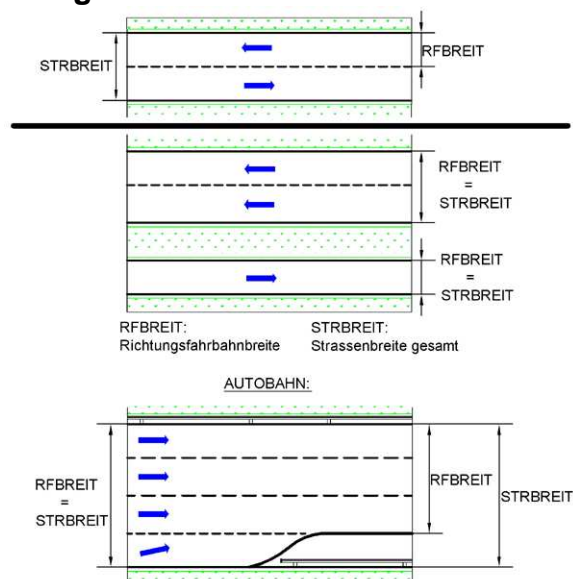 STRBREIT
RFBREIT
RFBREIT
=
STRBREIT
RFBREIT
=
STRBREIT
RFBREIT:
Richtungsfahrbahnbreite
STRBREIT:
Strassenbreite gesamt
AUTOBAHN:
RFBREIT
=
STRBREIT
RFBREIT
STRBREIT